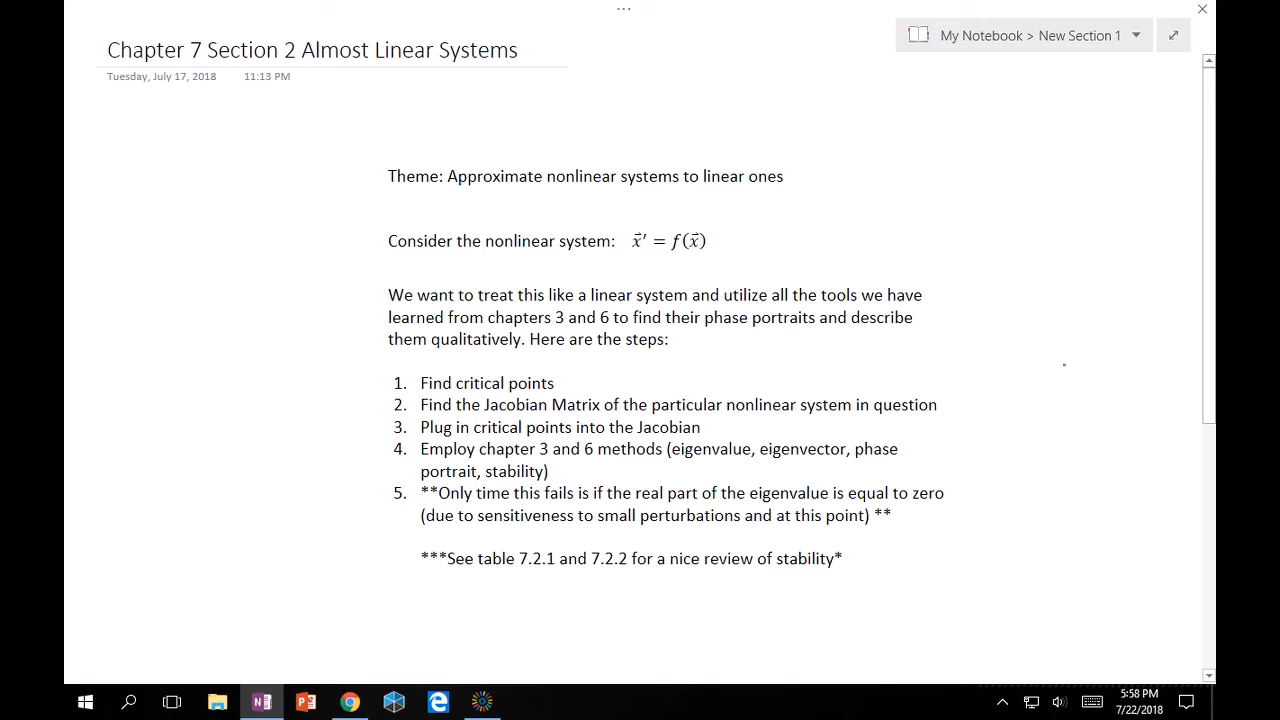 ...
Chapter 7 Section 2 Almost Linear Systems
My Notebook > New Section 1
Tuesday, July 17, 2018 11:13 PM
Theme: Approximate nonlinear systems to linear ones
Consider the nonlinear system: x⃗′ = f(x⃗)
We want to treat this like a linear system and utilize all the tools we have
learned from chapters 3 and 6 to find their phase portraits and describe
them qualitatively. Here are the steps:
1. Find critical points
2. Find the Jacobian Matrix of the particular nonlinear system in question
3. Plug in critical points into the Jacobian
4. Employ chapter 3 and 6 methods (eigenvalue, eigenvector, phase
portrait, stability)
5. **Only time this fails is if the real part of the eigenvalue is equal to zero
(due to sensitiveness to small perturbations and at this point) **
***See table 7.2.1 and 7.2.2 for a nice review of stability*
5:58 PM
7/22/2018